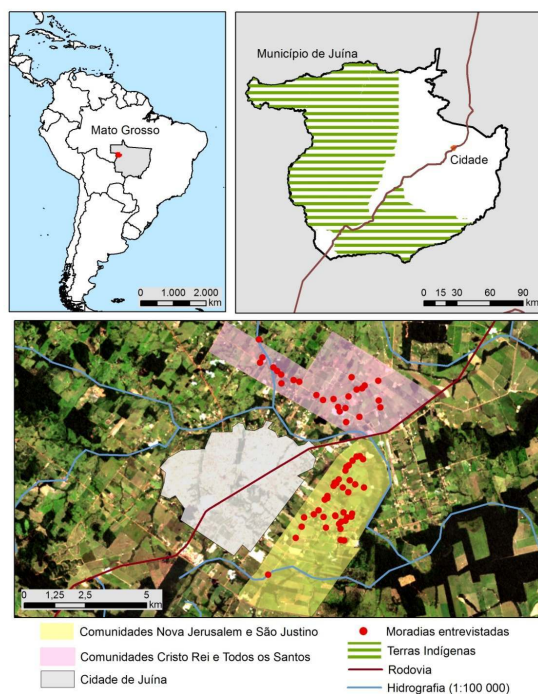 Mato Grosso
0 1.000 2.000
km
Município de Juína
Cidade
0 15 30 60 90
km
0 1,25 2,5 5
km
Comunidades Nova Jerusalem e São Justino
Comunidades Cristo Rei e Todos os Santos
Cidade de Juína
Moradias entrevistadas
Terras Indígenas
Rodovia
Hidrografia (1:100 000)